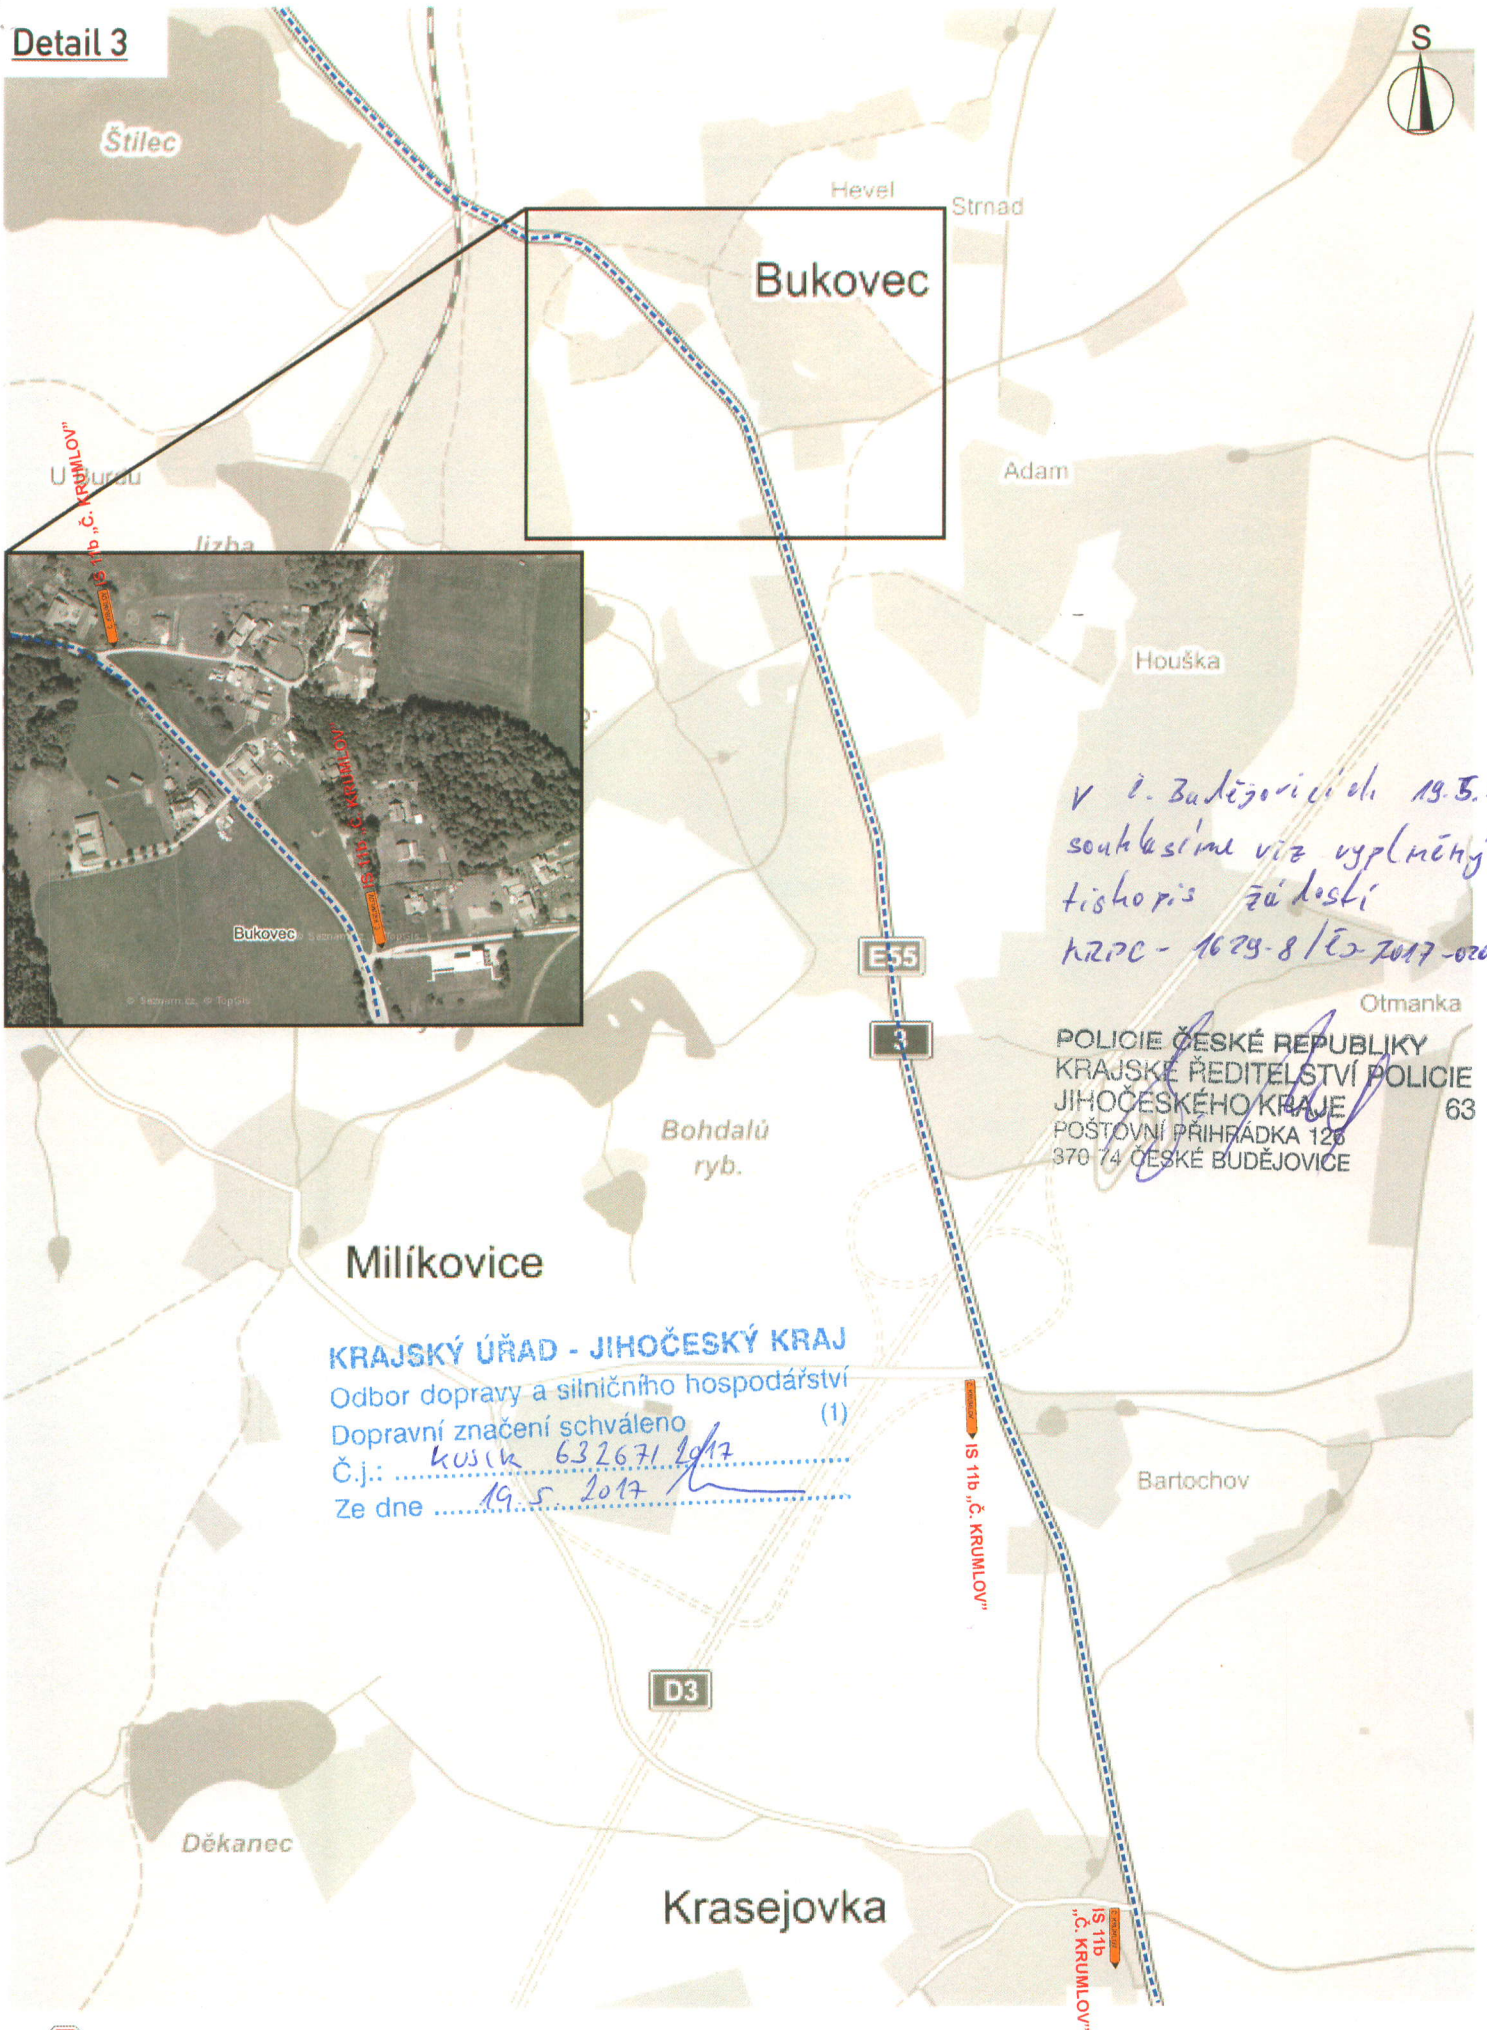 Detail 3
S
Štilec
Hevel
Strnad
Bukovec
U Burdů
Jizba
Adam
IS 11b „Č. KRUMLOV"
IS 11b „Č. KRUMLOV"
Houška
Bukovec
© Seznam.cz, © TopGis
V Č. Budějovicích 19.5.
souhlasíme viz vyplněný
tiskopis žádosti
KRPC - 1629-8/ČJ-2017-020
E55
3
Otmanka
POLICIE ČESKÉ REPUBLIKY
KRAJSKÉ ŘEDITELSTVÍ POLICIE
JIHOČESKÉHO KRAJE 63
POŠTOVNÍ PŘIHRÁDKA 126
370 74 ČESKÉ BUDĚJOVICE
Bohdalů
ryb.
Milíkovice
KRAJSKÝ ÚŘAD - JIHOČESKÝ KRAJ
Odbor dopravy a silničního hospodářství
Dopravní značení schváleno (1)
Č.j.: KUJCK 63267/2017
Ze dne 19.5. 2017
Č. KRUMLOV
IS 11b „Č. KRUMLOV"
Bartochov
D3
Děkanec
Krasejovka
IS 11b
„Č. KRUMLOV"